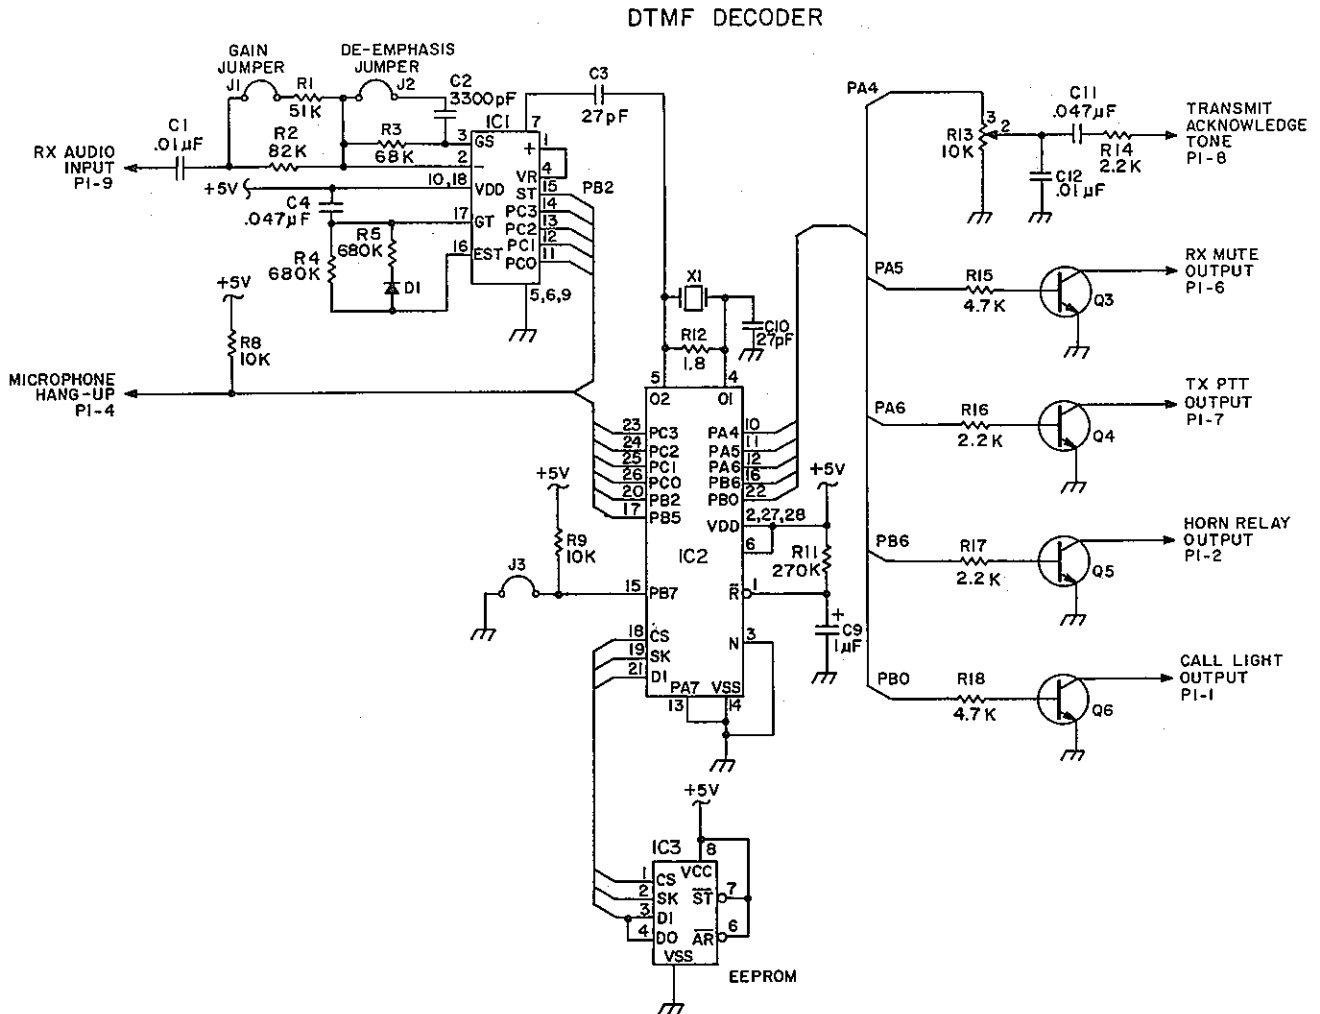 DTMF DECODER
GAIN
JUMPER
J1
R1
51K
DE-EMPHASIS
JUMPER
J2
C2
3300pF
C1
.01µF
R2
82K
R3
68K
RX AUDIO
INPUT
P1-9
+5V
C4
.047µF
10,18
17
16
R4
680K
R5
680K
D1
IC1
7
3
GS
2
–
+
1
4
VR
VDD
ST
15
PC3
14
GT
PC2
13
PC1
12
EST
PC0
11
5,6,9
PB2
C3
27pF
+5V
R8
10K
MICROPHONE
HANG-UP
P1-4
X1
R12
1.8
C10
27pF
5
4
O2
O1
23
PC3
24
PC2
25
PC1
26
PC0
20
PB2
17
PB5
PA4
10
PA5
11
PA6
12
PB6
16
PB0
22
VDD
2,27,28
6
IC2
+5V
R11
270K
R
1
+
C9
1µF
N
3
+5V
R9
10K
J3
15
PB7
18
CS
19
SK
21
DI
PA7
13
VSS
14
+5V
IC3
8
VCC
1
CS
2
SK
3
DI
4
DO
ST
7
AR
6
VSS
EEPROM
PA4
3
2
R13
10K
C11
.047µF
R14
2.2K
C12
.01µF
TRANSMIT
ACKNOWLEDGE
TONE
P1-8
PA5
R15
4.7K
Q3
RX MUTE
OUTPUT
P1-6
PA6
R16
2.2K
Q4
TX PTT
OUTPUT
P1-7
PB6
R17
2.2K
Q5
HORN RELAY
OUTPUT
P1-2
PB0
R18
4.7K
Q6
CALL LIGHT
OUTPUT
P1-1